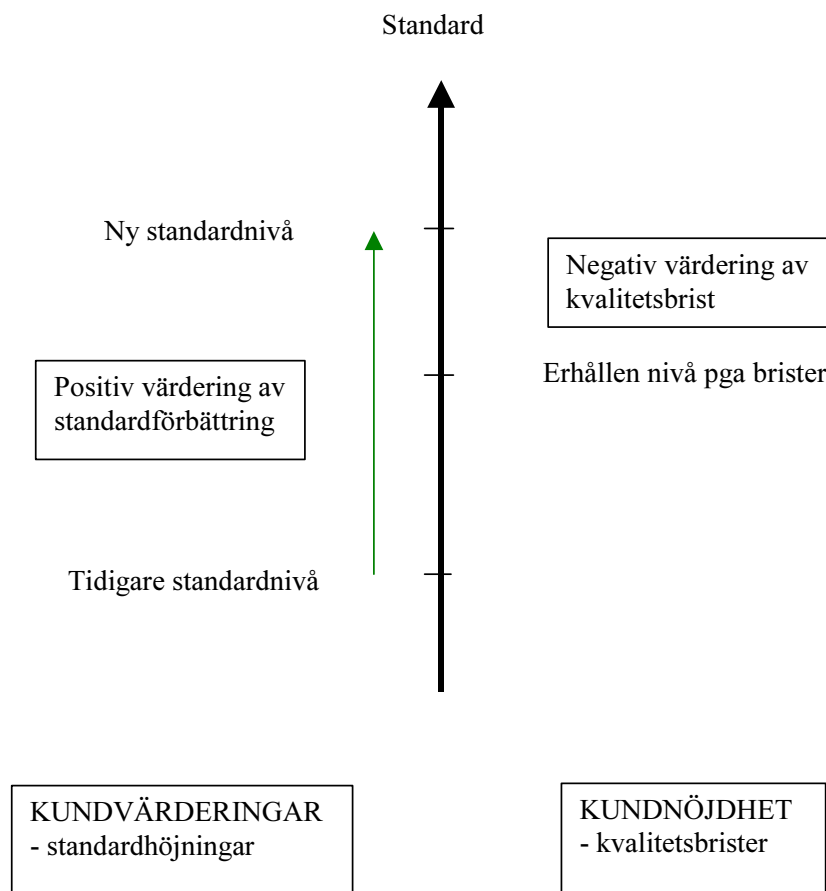 Standard
Ny standardnivå
Negativ värdering av
kvalitetsbrist
Erhållen nivå pga brister
Positiv värdering av
standardförbättring
Tidigare standardnivå
KUNDVÄRDERINGAR
- standardhöjningar
KUNDNÖJDHET
- kvalitetsbrister